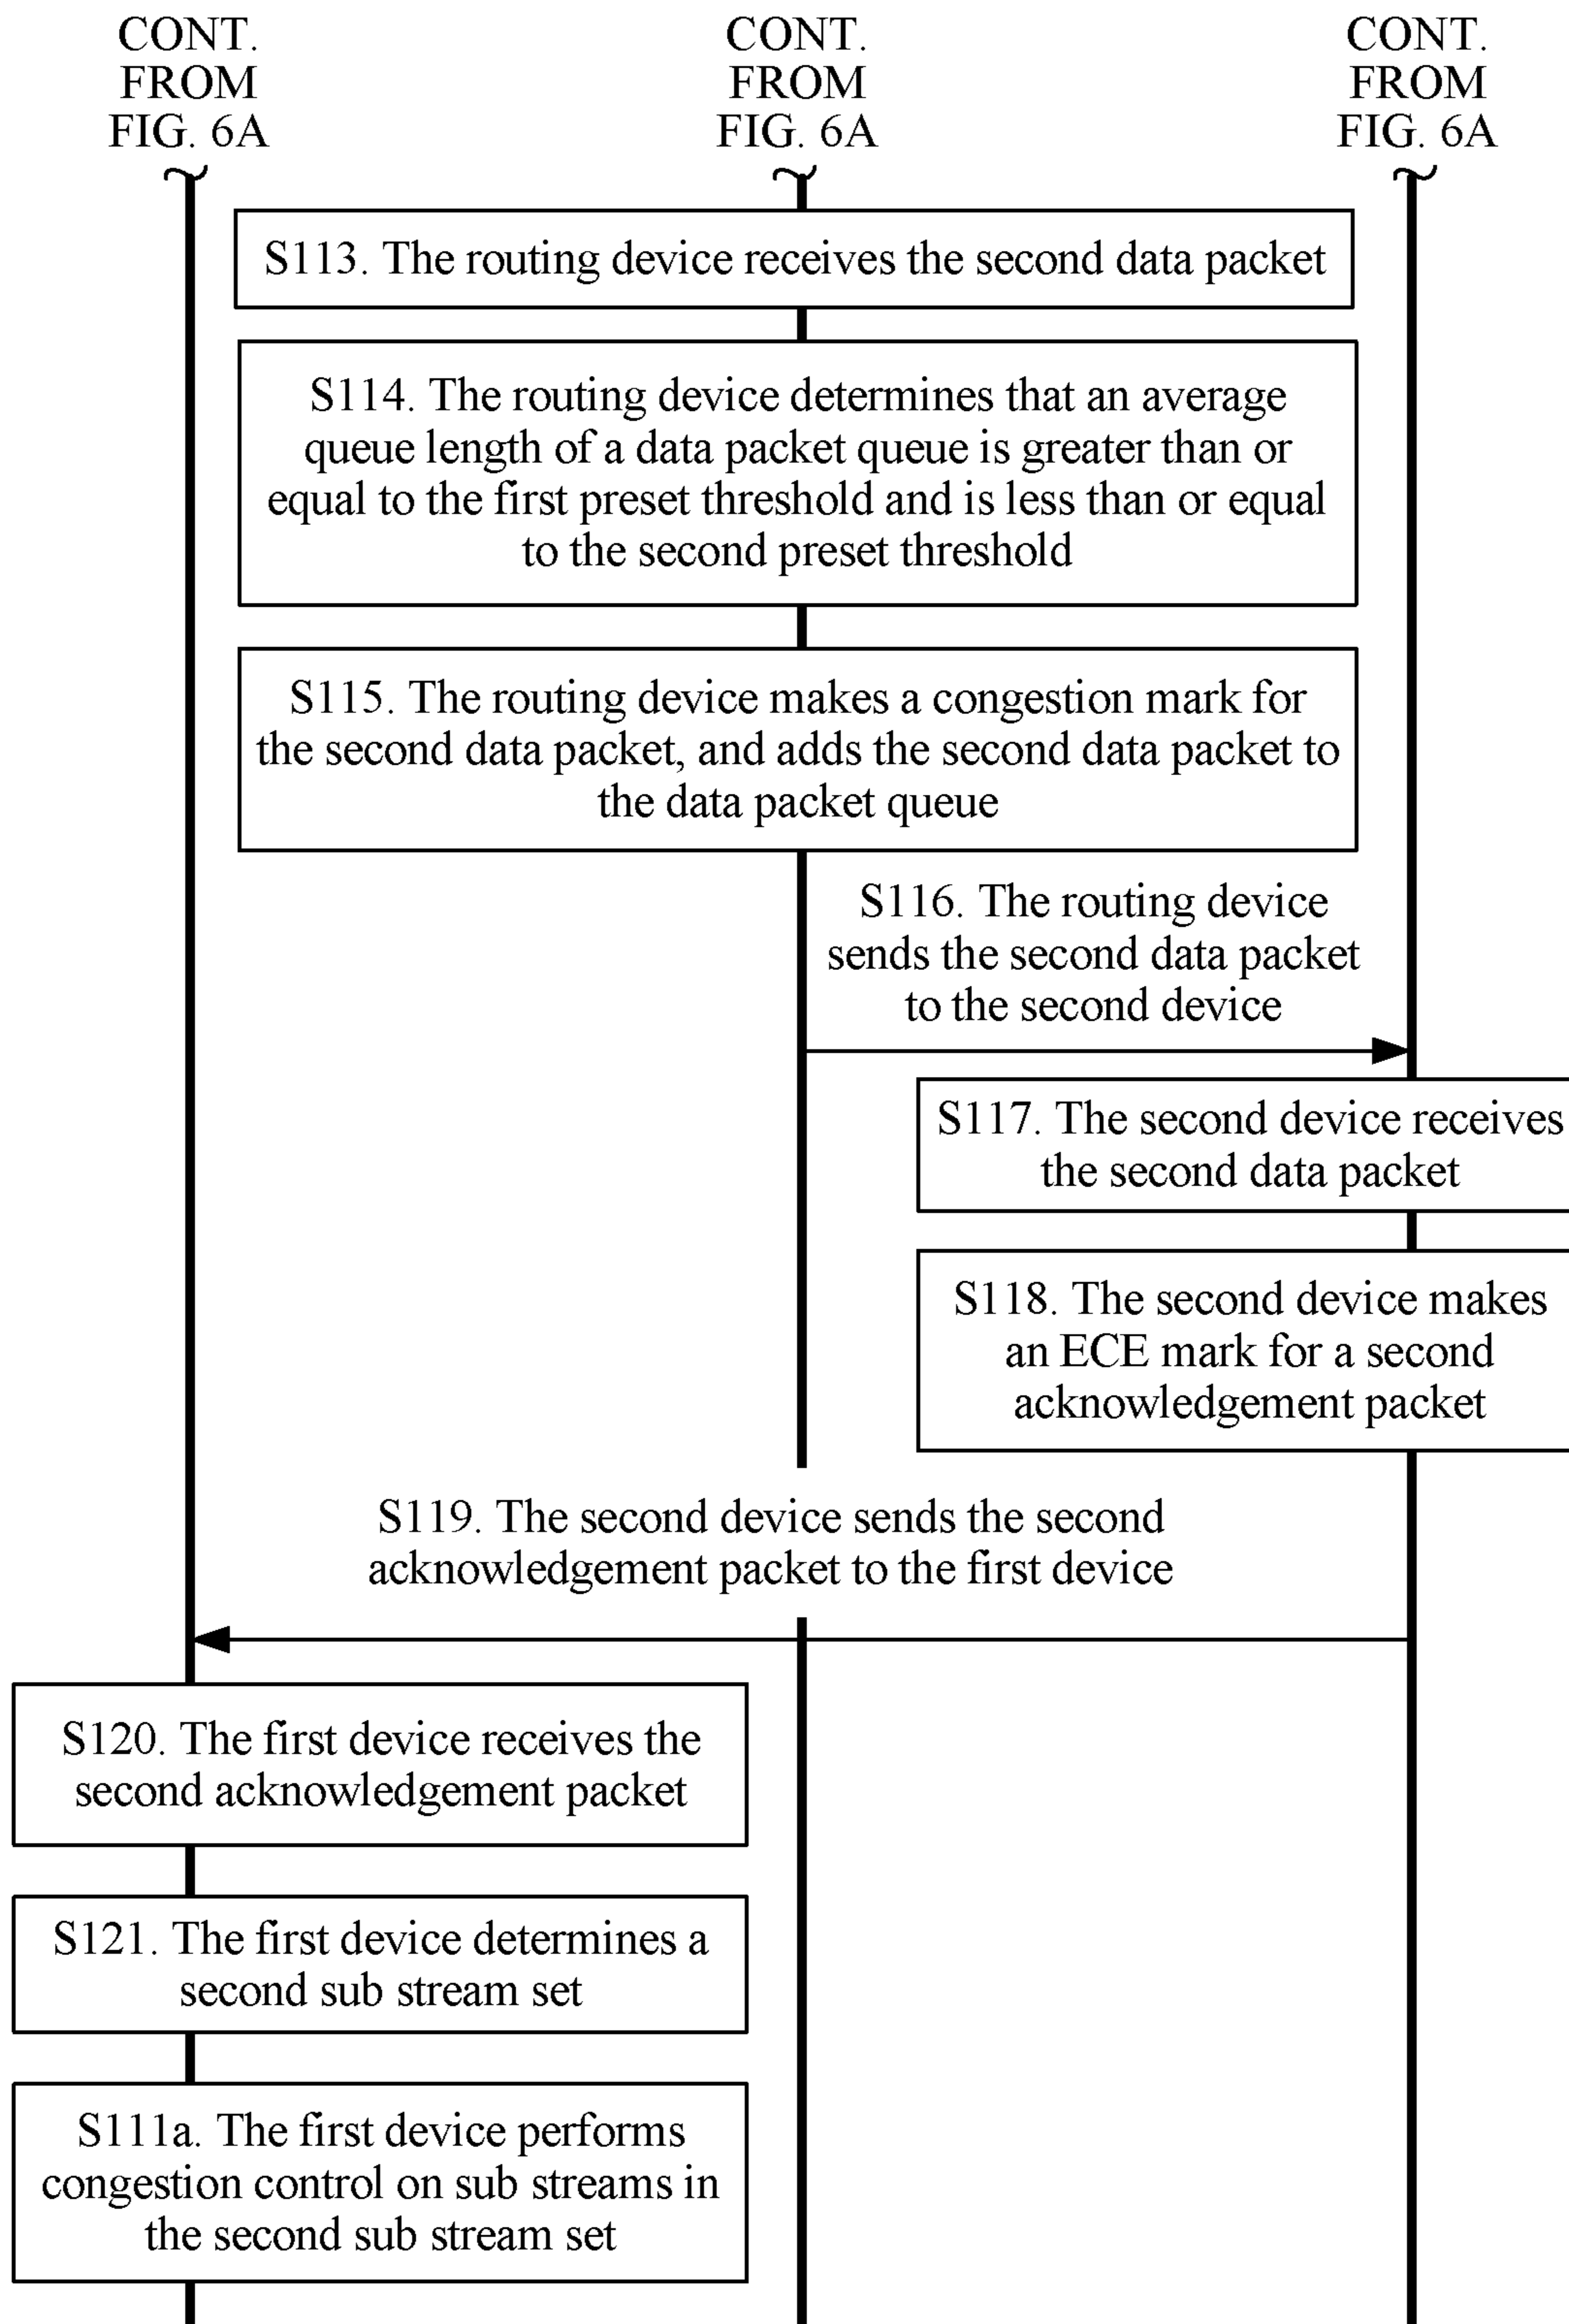 CONT.
FROM
FIG. 6A
CONT.
FROM
FIG. 6A
CONT.
FROM
FIG. 6A
S113. The routing device receives the second data packet
S114. The routing device determines that an average
queue length of a data packet queue is greater than or
equal to the first preset threshold and is less than or equal
to the second preset threshold
S115. The routing device makes a congestion mark for
the second data packet, and adds the second data packet to
the data packet queue
S116. The routing device
sends the second data packet
to the second device
S117. The second device receives
the second data packet
S118. The second device makes
an ECE mark for a second
acknowledgement packet
S119. The second device sends the second
acknowledgement packet to the first device
S120. The first device receives the
second acknowledgement packet
S121. The first device determines a
second sub stream set
S111a. The first device performs
congestion control on sub streams in
the second sub stream set